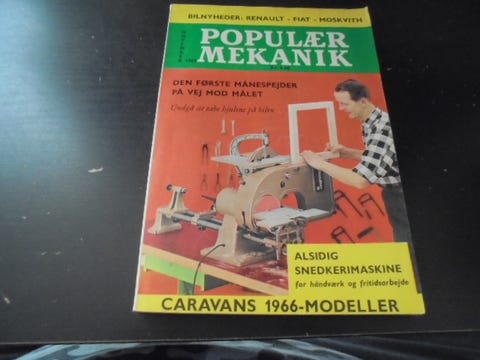 BILNYHEDER: RENAULT - FIAT - MOSKVITH
POPULÆR
MEKANIK
DEN FØRSTE MÅNESPEJDER
PÅ VEJ MOD MÅLET
Undgå at tabe hjulene på bilen
ALSIDIG
SNEDKERIMASKINE
for håndværk og fritidsarbejde
CARAVANS 1966-MODELLER